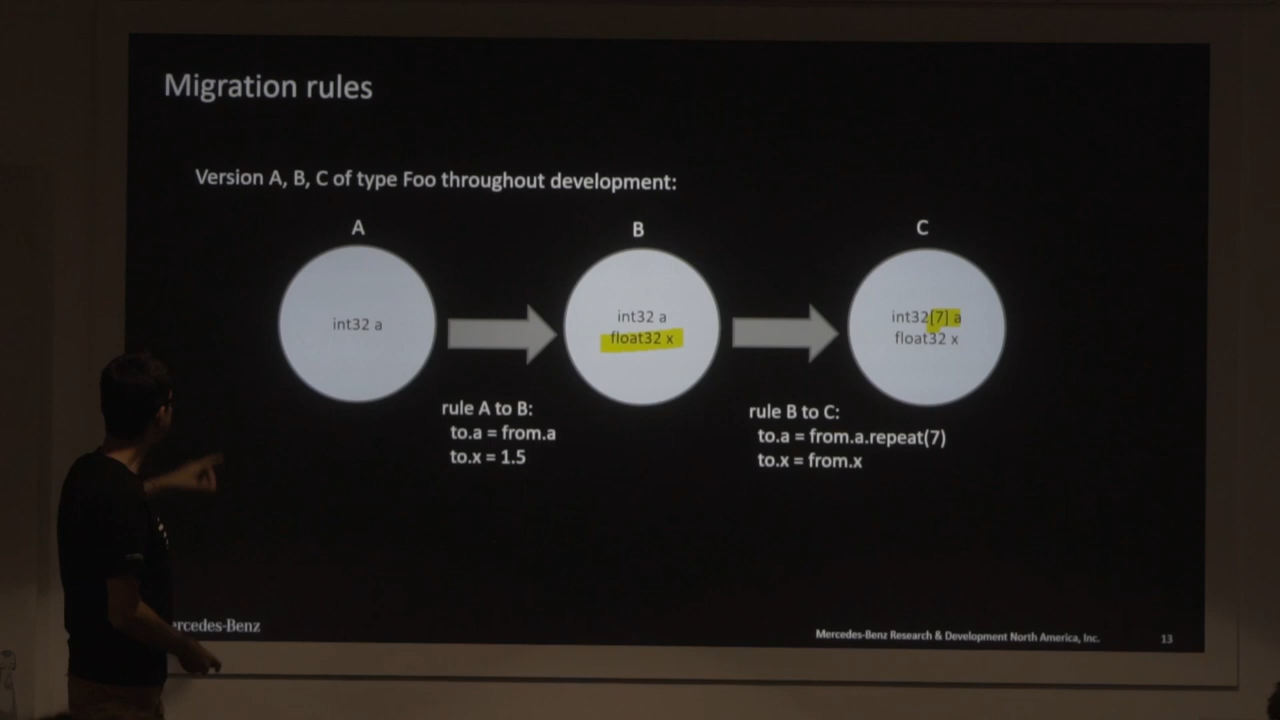 Migration rules
Version A, B, C of type Foo throughout development:
A
B
C
int32 a
int32 a
float32 x
int32[7] a
float32 x
rule A to B:
to.a = from.a
to.x = 1.5
rule B to C:
to.a = from.a.repeat(7)
to.x = from.x
ercedes-Benz
Mercedes-Benz Research & Development North America, Inc.
13